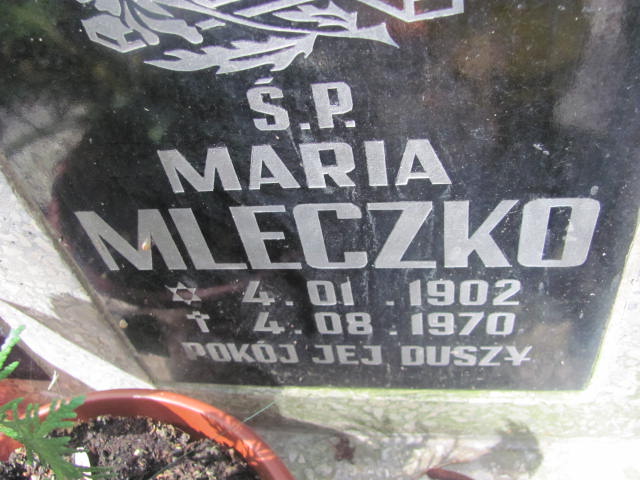 Ś.P.
MARIA
MLECZKO
✡ 4.01.1902
✝ 4.08.1970
POKÓJ JEJ DUSZY